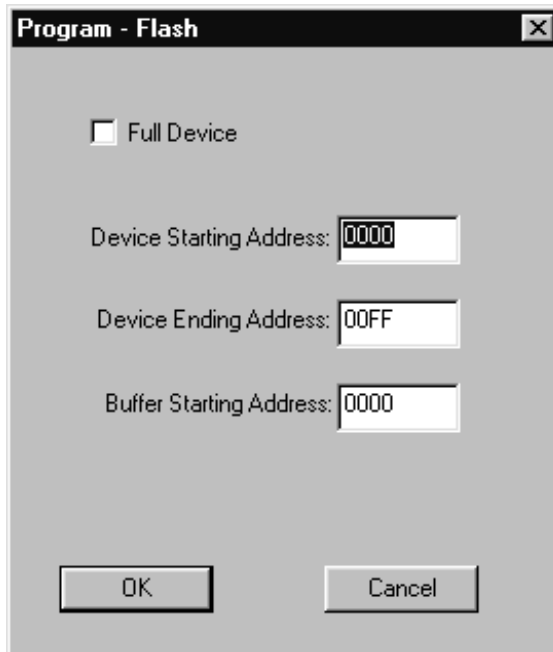 Program - Flash
Full Device
Device Starting Address: 0000
Device Ending Address: 00FF
Buffer Starting Address: 0000
OK Cancel